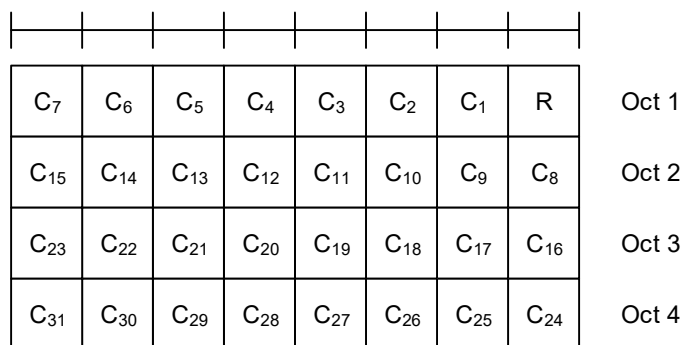 C₇ C₆ C₅ C₄ C₃ C₂ C₁ R Oct 1
C₁₅ C₁₄ C₁₃ C₁₂ C₁₁ C₁₀ C₉ C₈ Oct 2
C₂₃ C₂₂ C₂₁ C₂₀ C₁₉ C₁₈ C₁₇ C₁₆ Oct 3
C₃₁ C₃₀ C₂₉ C₂₈ C₂₇ C₂₆ C₂₅ C₂₄ Oct 4